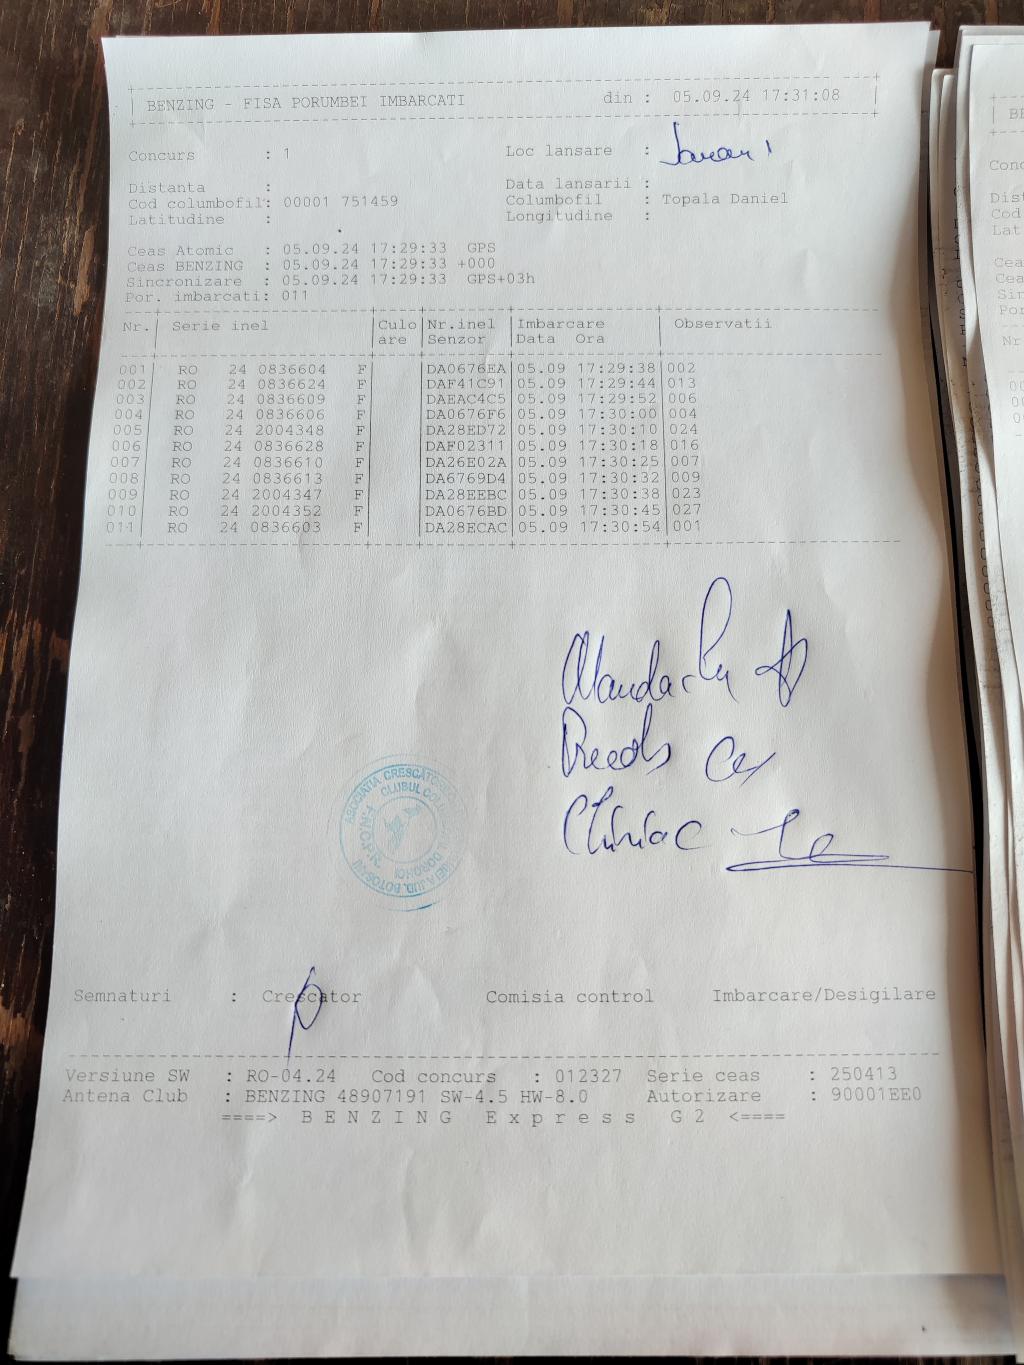 BENZING - FISA PORUMBEI IMBARCATI din : 05.09.24 17:31:08
Concurs : 1 Loc lansare :
Distanta : Data lansarii :
Cod columbofil: 00001 751459 Columbofil : Topala Daniel
Latitudine : Longitudine :
Ceas Atomic : 05.09.24 17:29:33 GPS
Ceas BENZING : 05.09.24 17:29:33 +000
Sincronizare : 05.09.24 17:29:33 GPS+03h
Por. imbarcati: 011
Nr. Serie inel Culo Nr.inel Imbarcare Observatii
are Senzor Data Ora
001 RO 24 0836604 F DA0676EA 05.09 17:29:38 002
002 RO 24 0836624 F DAF41C91 05.09 17:29:44 013
003 RO 24 0836609 F DAEAC4C5 05.09 17:29:52 006
004 RO 24 0836606 F DA0676F6 05.09 17:30:00 004
005 RO 24 2004348 F DA28ED72 05.09 17:30:10 024
006 RO 24 0836628 F DAF02311 05.09 17:30:18 016
007 RO 24 0836610 F DA26E02A 05.09 17:30:25 007
008 RO 24 0836613 F DA6769D4 05.09 17:30:32 009
009 RO 24 2004347 F DA28EEBC 05.09 17:30:38 023
010 RO 24 2004352 F DA0676BD 05.09 17:30:45 027
011 RO 24 0836603 F DA28ECAC 05.09 17:30:54 001
ASOCIATIA
CLUBUL
JUD. BOTOSANI
Semnaturi : Crescator Comisia control Imbarcare/Desigilare
Versiune SW : RO-04.24 Cod concurs : 012327 Serie ceas : 250413
Antena Club : BENZING 48907191 SW-4.5 HW-8.0 Autorizare : 90001EE0
====> B E N Z I N G E x p r e s s G 2 <====